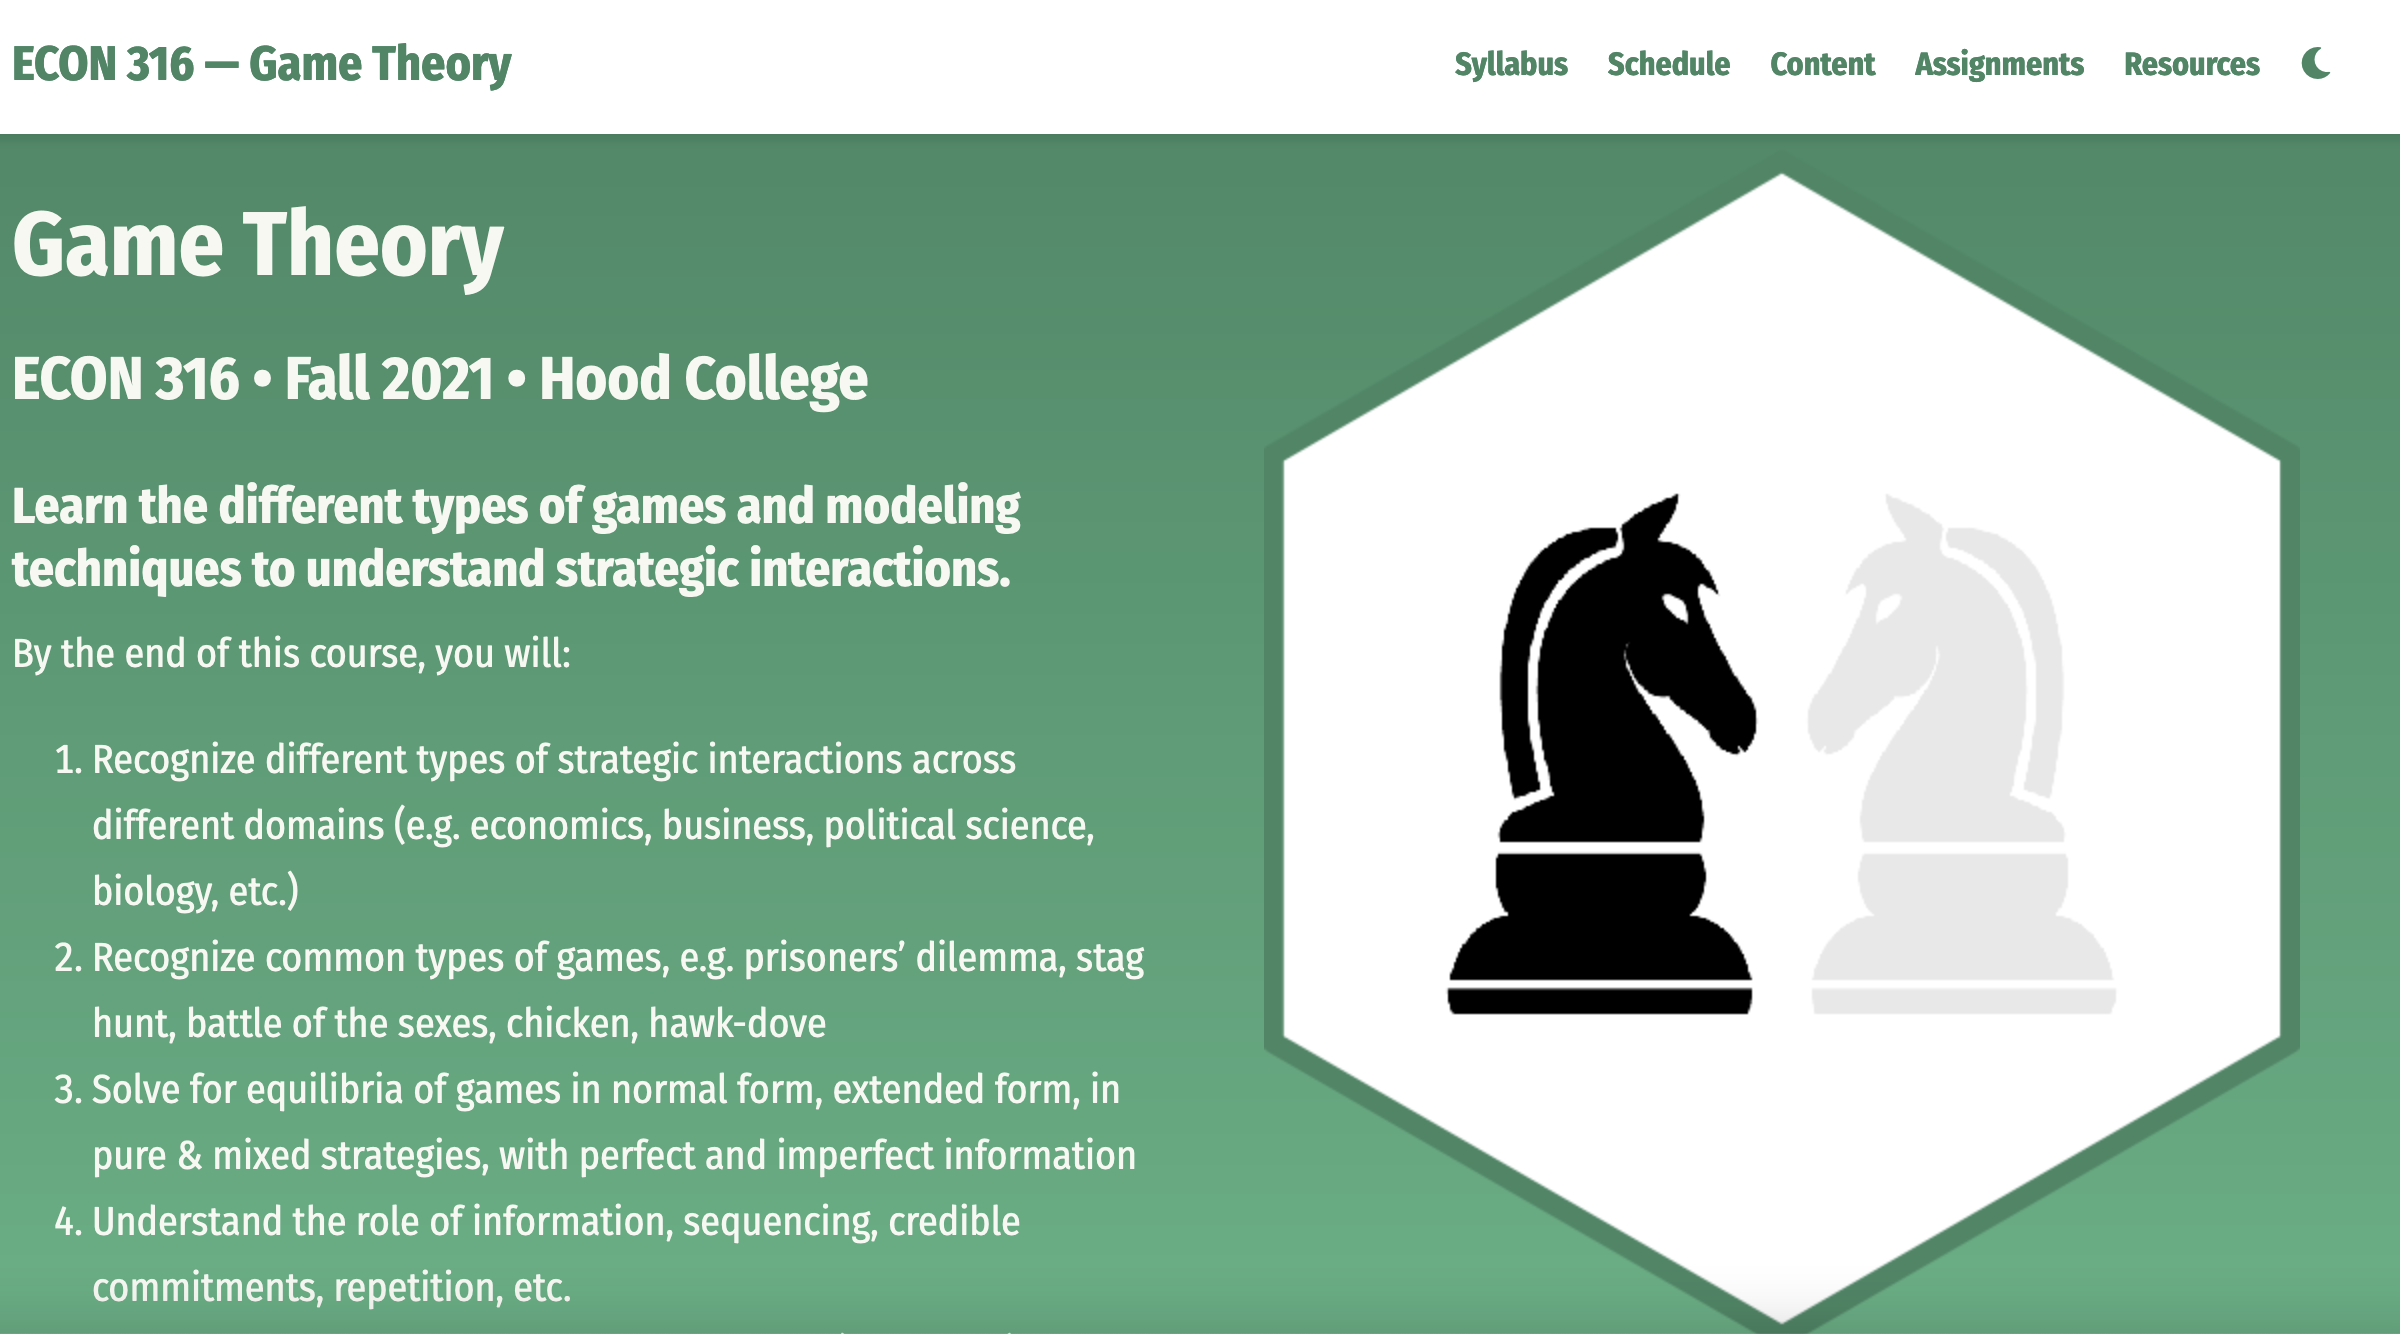 ECON 316 — Game Theory
Syllabus Schedule Content Assignments Resources
Game Theory
ECON 316 • Fall 2021 • Hood College
Learn the different types of games and modeling
techniques to understand strategic interactions.
By the end of this course, you will:
1. Recognize different types of strategic interactions across
different domains (e.g. economics, business, political science,
biology, etc.)
2. Recognize common types of games, e.g. prisoners’ dilemma, stag
hunt, battle of the sexes, chicken, hawk-dove
3. Solve for equilibria of games in normal form, extended form, in
pure & mixed strategies, with perfect and imperfect information
4. Understand the role of information, sequencing, credible
commitments, repetition, etc.